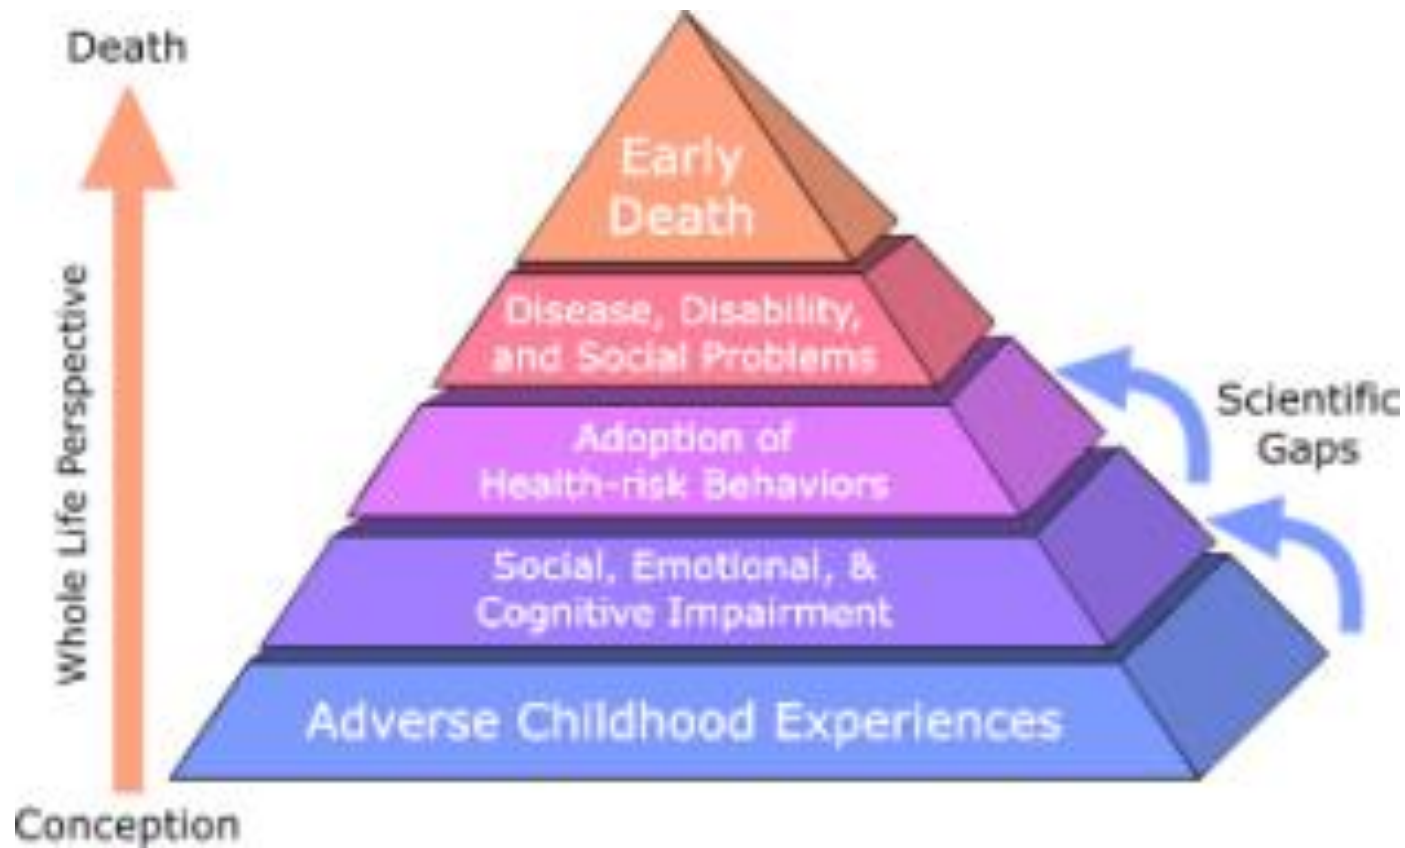 Death
Whole Life Perspective
Conception
Early
Death
Disease, Disability,
and Social Problems
Adoption of
Health-risk Behaviors
Social, Emotional, &
Cognitive Impairment
Adverse Childhood Experiences
Scientific
Gaps